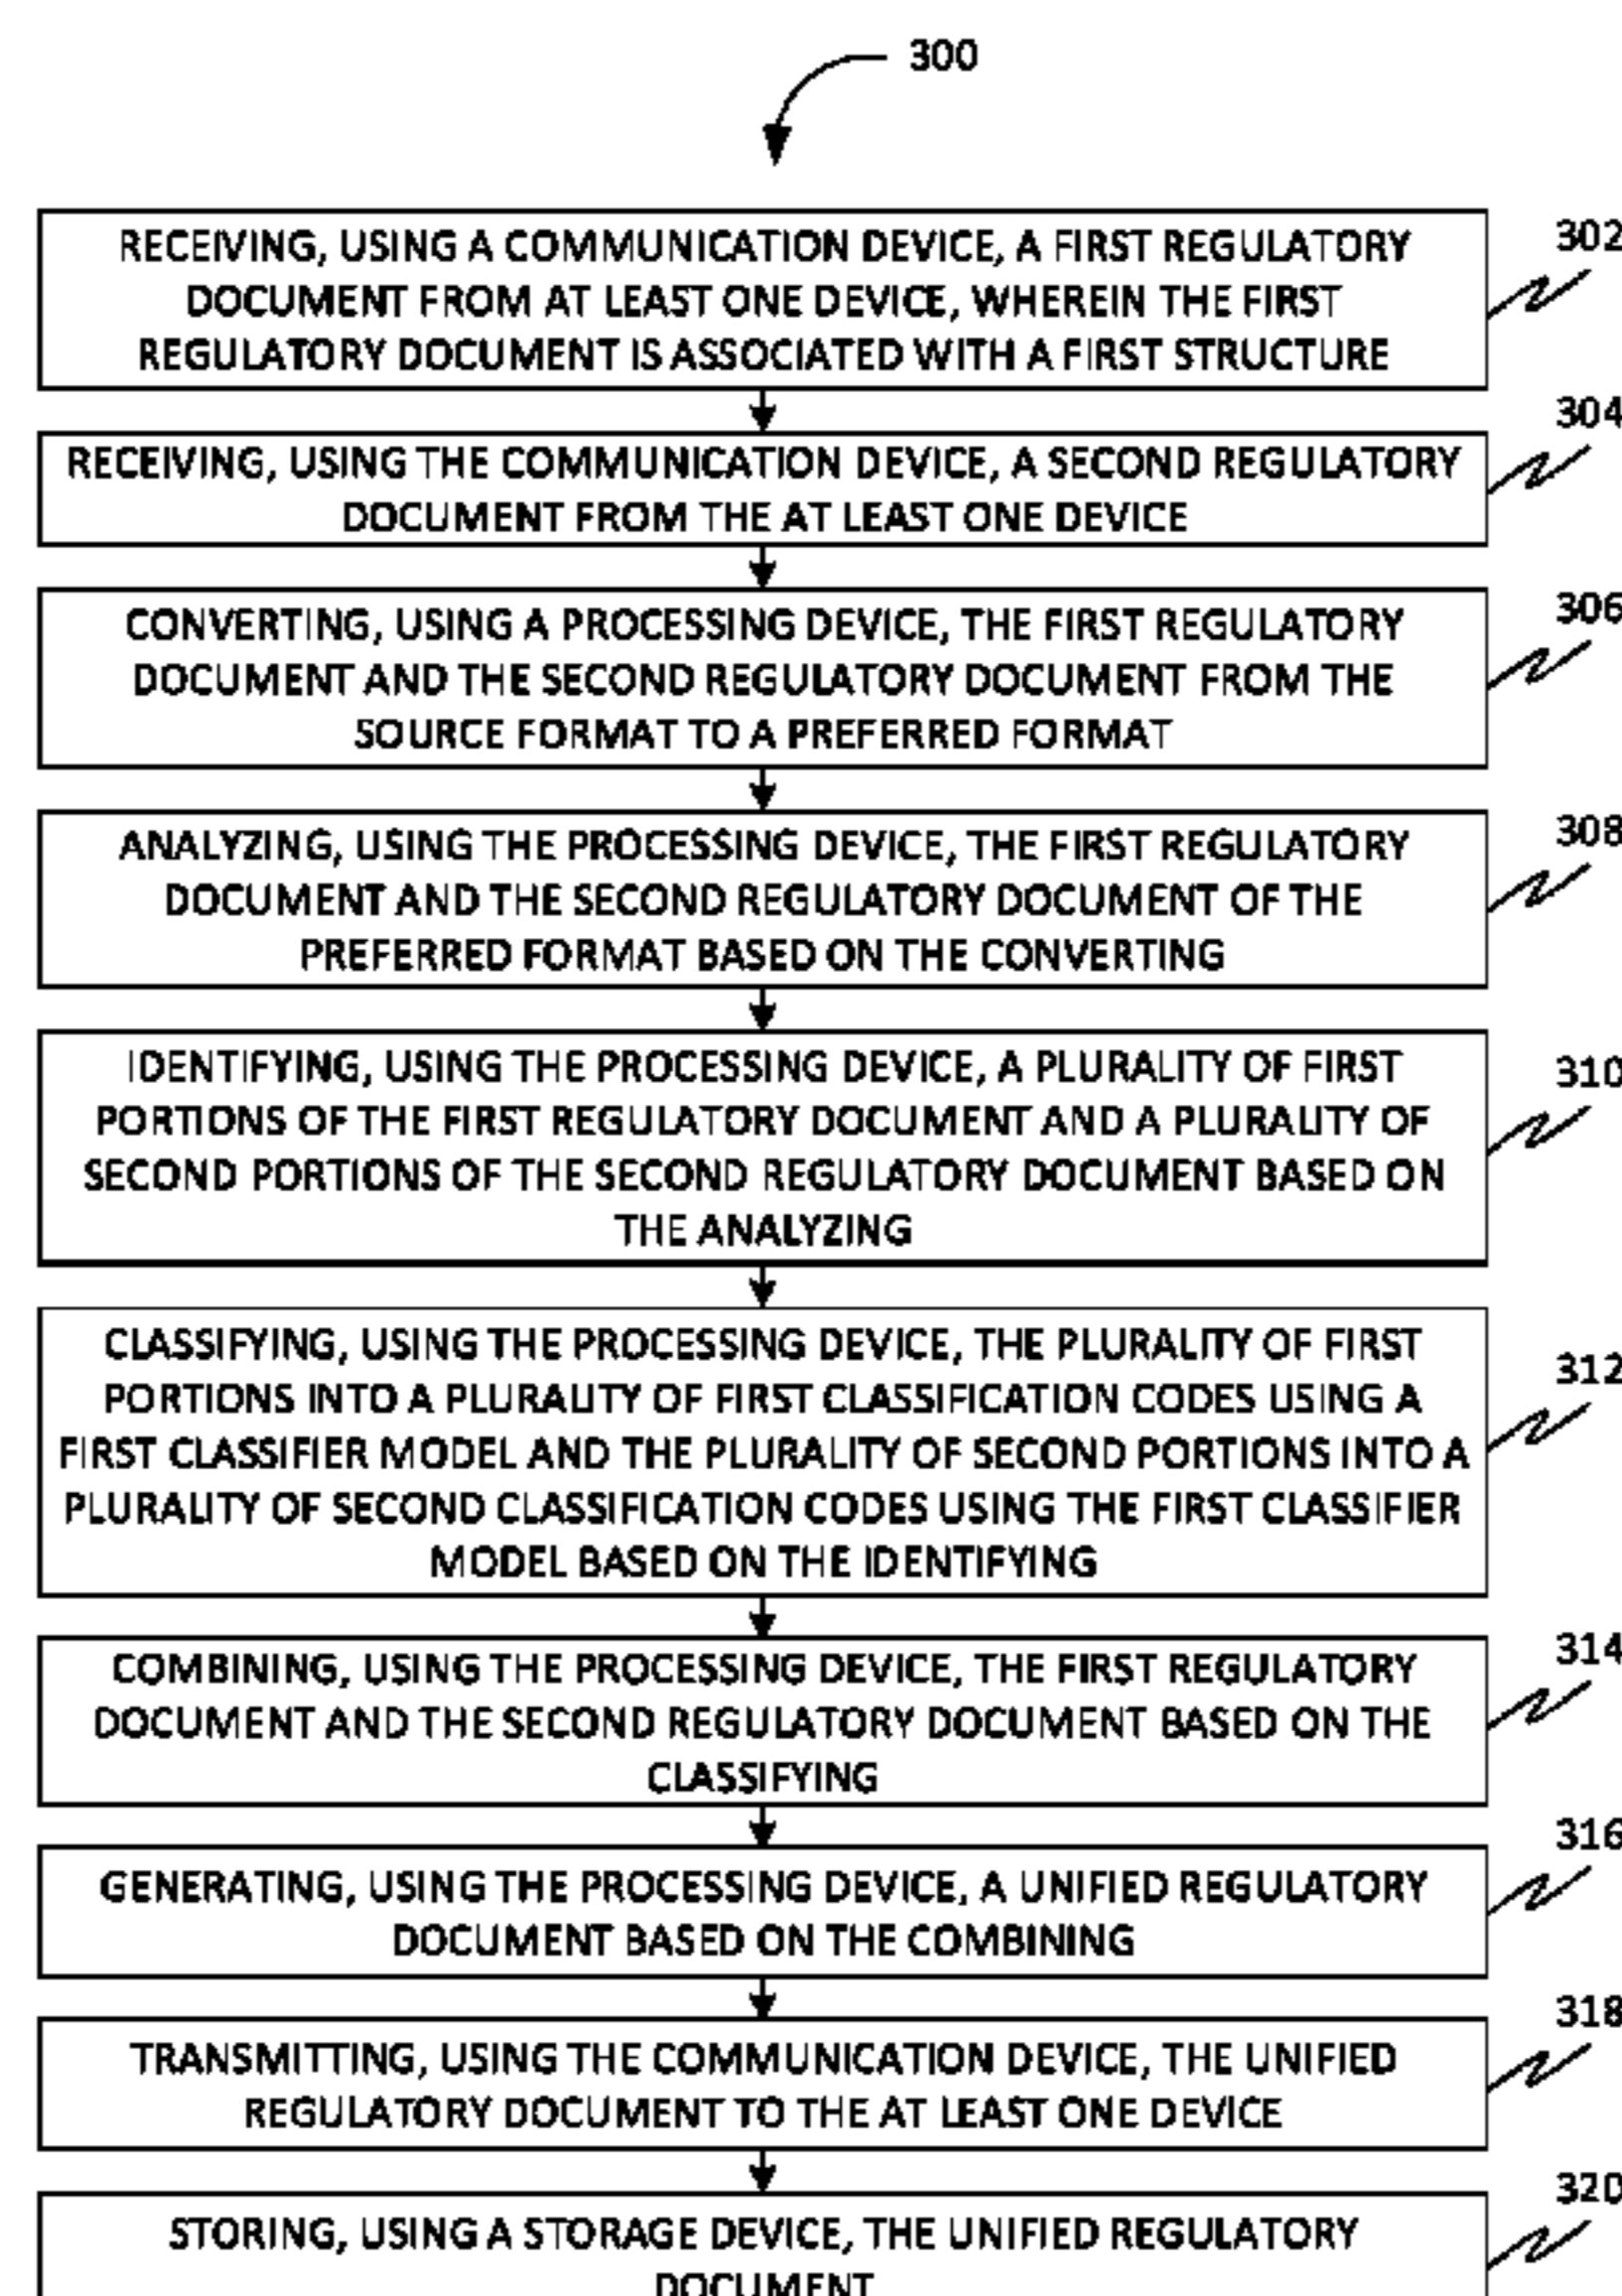 300
RECEIVING, USING A COMMUNICATION DEVICE, A FIRST REGULATORY
DOCUMENT FROM AT LEAST ONE DEVICE, WHEREIN THE FIRST
REGULATORY DOCUMENT IS ASSOCIATED WITH A FIRST STRUCTURE
302
RECEIVING, USING THE COMMUNICATION DEVICE, A SECOND REGULATORY
DOCUMENT FROM THE AT LEAST ONE DEVICE
304
CONVERTING, USING A PROCESSING DEVICE, THE FIRST REGULATORY
DOCUMENT AND THE SECOND REGULATORY DOCUMENT FROM THE
SOURCE FORMAT TO A PREFERRED FORMAT
306
ANALYZING, USING THE PROCESSING DEVICE, THE FIRST REGULATORY
DOCUMENT AND THE SECOND REGULATORY DOCUMENT OF THE
PREFERRED FORMAT BASED ON THE CONVERTING
308
IDENTIFYING, USING THE PROCESSING DEVICE, A PLURALITY OF FIRST
PORTIONS OF THE FIRST REGULATORY DOCUMENT AND A PLURALITY OF
SECOND PORTIONS OF THE SECOND REGULATORY DOCUMENT BASED ON
THE ANALYZING
310
CLASSIFYING, USING THE PROCESSING DEVICE, THE PLURALITY OF FIRST
PORTIONS INTO A PLURALITY OF FIRST CLASSIFICATION CODES USING A
FIRST CLASSIFIER MODEL AND THE PLURALITY OF SECOND PORTIONS INTO A
PLURALITY OF SECOND CLASSIFICATION CODES USING THE FIRST CLASSIFIER
MODEL BASED ON THE IDENTIFYING
312
COMBINING, USING THE PROCESSING DEVICE, THE FIRST REGULATORY
DOCUMENT AND THE SECOND REGULATORY DOCUMENT BASED ON THE
CLASSIFYING
314
GENERATING, USING THE PROCESSING DEVICE, A UNIFIED REGULATORY
DOCUMENT BASED ON THE COMBINING
316
TRANSMITTING, USING THE COMMUNICATION DEVICE, THE UNIFIED
REGULATORY DOCUMENT TO THE AT LEAST ONE DEVICE
318
STORING, USING A STORAGE DEVICE, THE UNIFIED REGULATORY
DOCUMENT
320